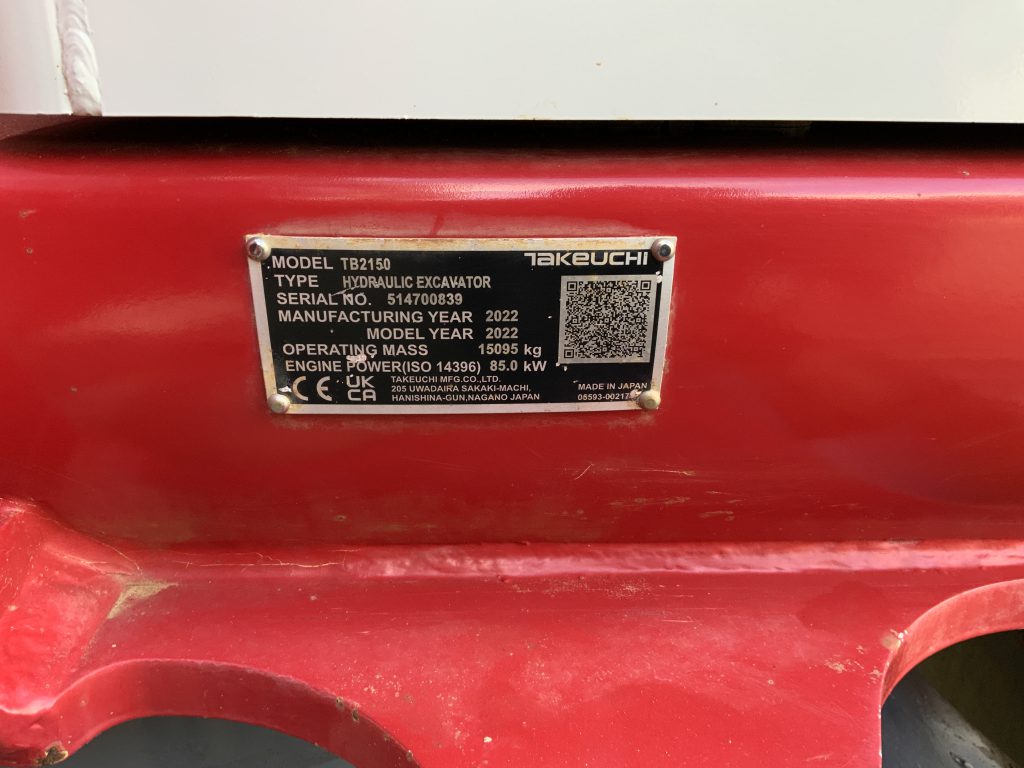 TAKEUCHI
MODEL TB2150
TYPE HYDRAULIC EXCAVATOR
SERIAL NO. 514700839
MANUFACTURING YEAR 2022
MODEL YEAR 2022
OPERATING MASS 15095 kg
ENGINE POWER(ISO 14396) 85.0 kW
CE UK CA
TAKEUCHI MFG.CO.,LTD.
205 UWADAIRA SAKAKI-MACHI,
HANISHINA-GUN,NAGANO JAPAN
MADE IN JAPAN